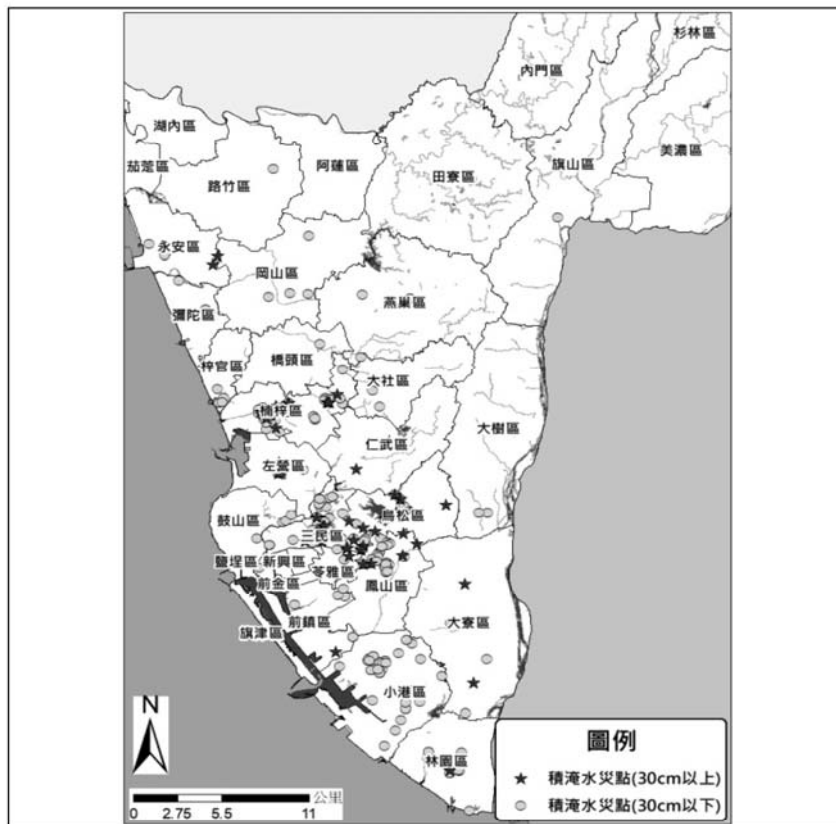 杉林區
內門區
湖內區
美濃區
阿蓮區
旗山區
茄萣區
田寮區
路竹區
永安區
岡山區
燕巢區
彌陀區
橋頭區
梓官區
大社區
楠梓區
大樹區
仁武區
左營區
鳥松區
鼓山區
三民區
鹽埕區
新興區
苓雅區
前金區
鳳山區
前鎮區
大寮區
旗津區
小港區
林園區
N
公里
0 2.75 5.5 11
圖例
積淹水災點(30cm以上)
積淹水災點(30cm以下)